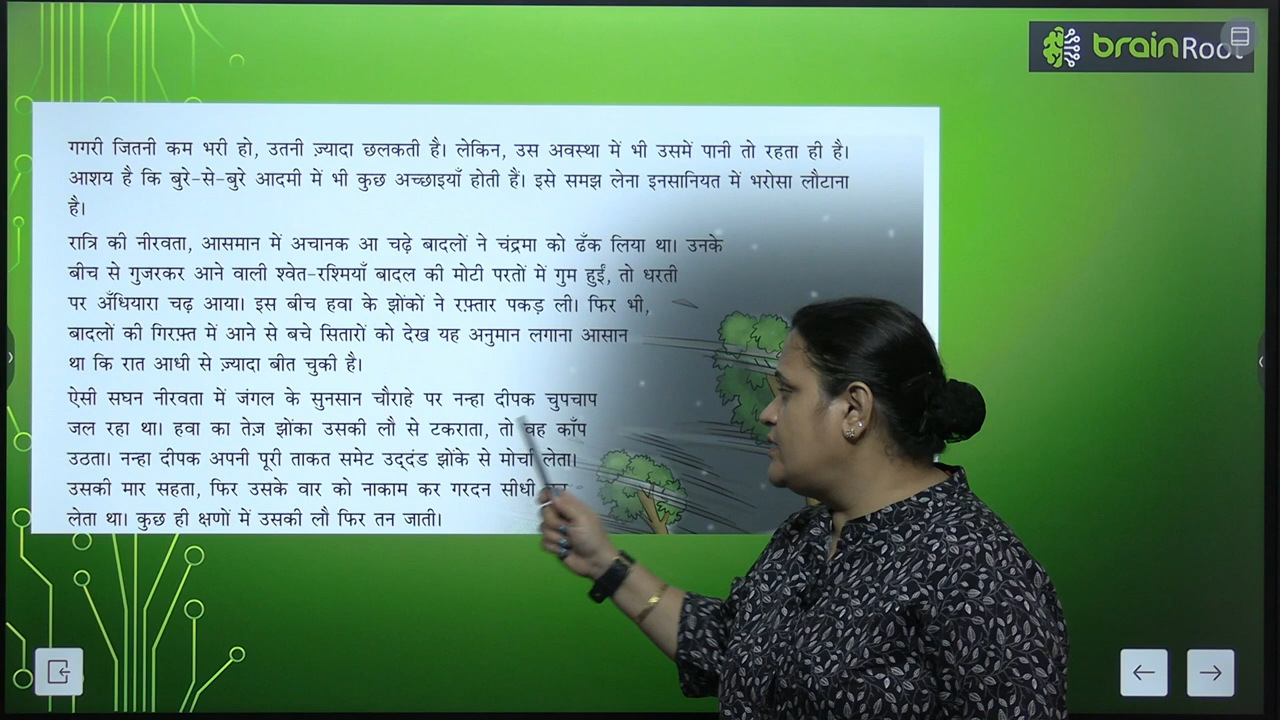 brainRoot
गगरी जितनी कम भरी हो, उतनी ज़्यादा छलकती है। लेकिन, उस अवस्था में भी उसमें पानी तो रहता ही है।
आशय है कि बुरे-से-बुरे आदमी में भी कुछ अच्छाइयाँ होती हैं। इसे समझ लेना इनसानियत में भरोसा लौटाना
है।
रात्रि की नीरवता, आसमान में अचानक आ चढ़े बादलों ने चंद्रमा को ढँक लिया था। उनके
बीच से गुजरकर आने वाली श्वेत-रश्मियाँ बादल की मोटी परतों में गुम हुईं, तो धरती
पर अँधियारा चढ़ आया। इस बीच हवा के झोंकों ने रफ़्तार पकड़ ली। फिर भी,
बादलों की गिरफ़्त में आने से बचे सितारों को देख यह अनुमान लगाना आसान
था कि रात आधी से ज़्यादा बीत चुकी है।
ऐसी सघन नीरवता में जंगल के सुनसान चौराहे पर नन्हा दीपक चुपचाप
जल रहा था। हवा का तेज़ झोंका उसकी लौ से टकराता, तो वह काँप
उठता। नन्हा दीपक अपनी पूरी ताकत समेट उद्दंड झोंके से मोर्चा लेता।
उसकी मार सहता, फिर उसके वार को नाकाम कर गरदन सीधी
लेता था। कुछ ही क्षणों में उसकी लौ फिर तन जाती।